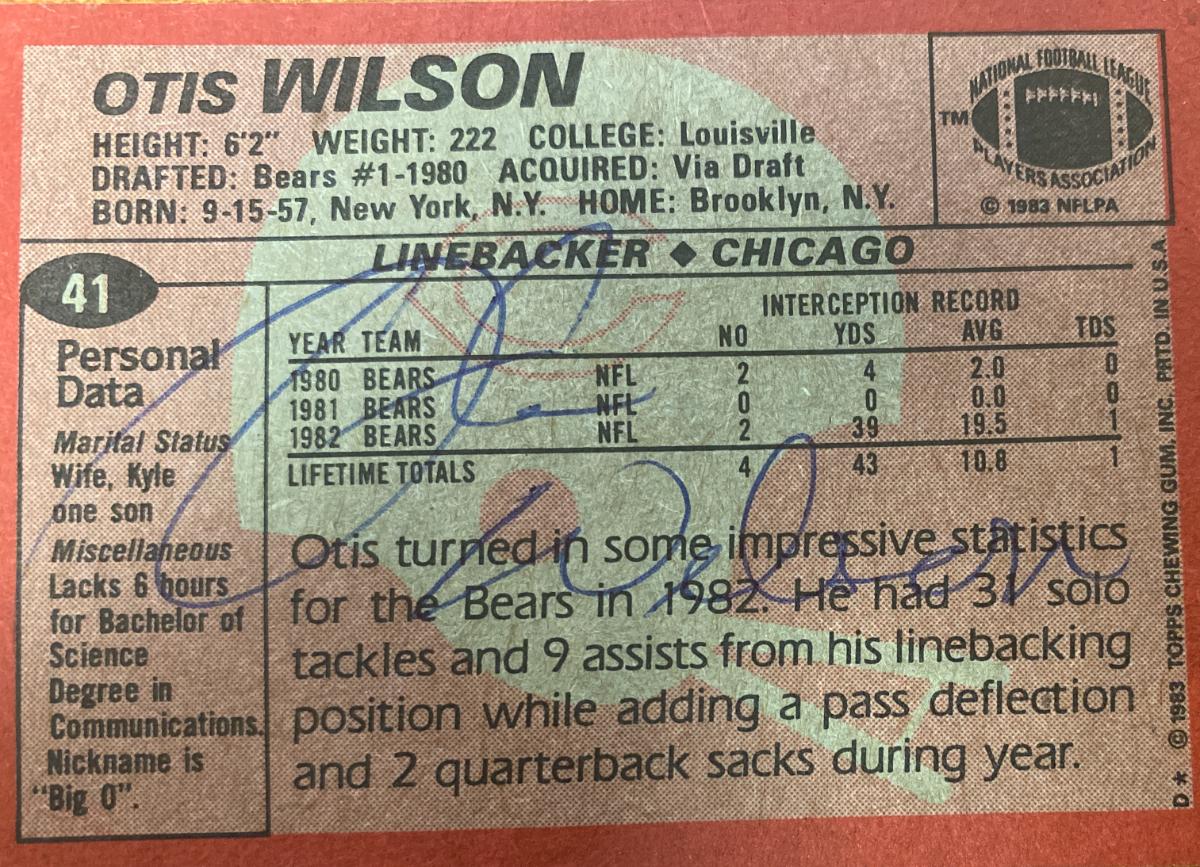 OTIS WILSON
HEIGHT: 6'2" WEIGHT: 222 COLLEGE: Louisville
DRAFTED: Bears #1-1980 ACQUIRED: Via Draft
BORN: 9-15-57, New York, N.Y. HOME: Brooklyn, N.Y.
NATIONAL FOOTBALL LEAGUE
TM
PLAYERS ASSOCIATION
© 1983 NFLPA
LINEBACKER ◆ CHICAGO
41
Personal
Data
Marital Status
Wife, Kyle
one son
Miscellaneous
Lacks 6 hours
for Bachelor of
Science
Degree in
Communications.
Nickname is
"Big O".
INTERCEPTION RECORD
YEAR TEAM NO YDS AVG TDS
1980 BEARS NFL 2 4 2.0 0
1981 BEARS NFL 0 0 0.0 0
1982 BEARS NFL 2 39 19.5 1
LIFETIME TOTALS 4 43 10.8 1
Otis turned in some impressive statistics
for the Bears in 1982. He had 31 solo
tackles and 9 assists from his linebacking
position while adding a pass deflection
and 2 quarterback sacks during year.
Otis Wilson
D* © 1983 TOPPS CHEWING GUM, INC. PRTD. IN U.S.A.